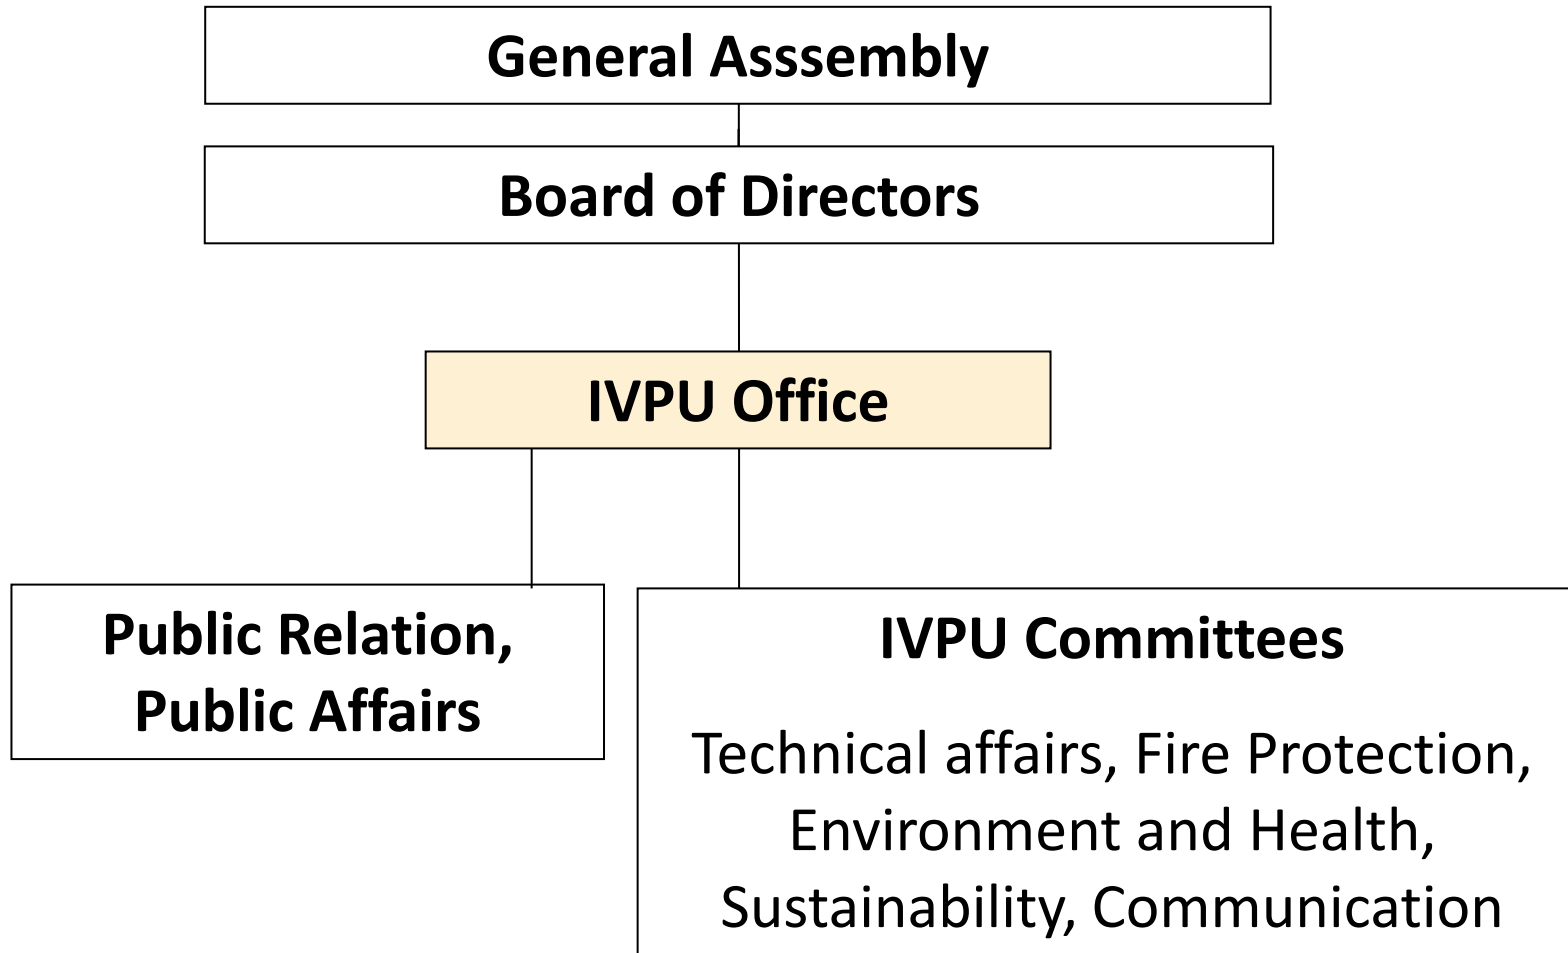 General Asssembly
Board of Directors
IVPU Office
Public Relation,
Public Affairs
IVPU Committees
Technical affairs, Fire Protection,
Environment and Health,
Sustainability, Communication